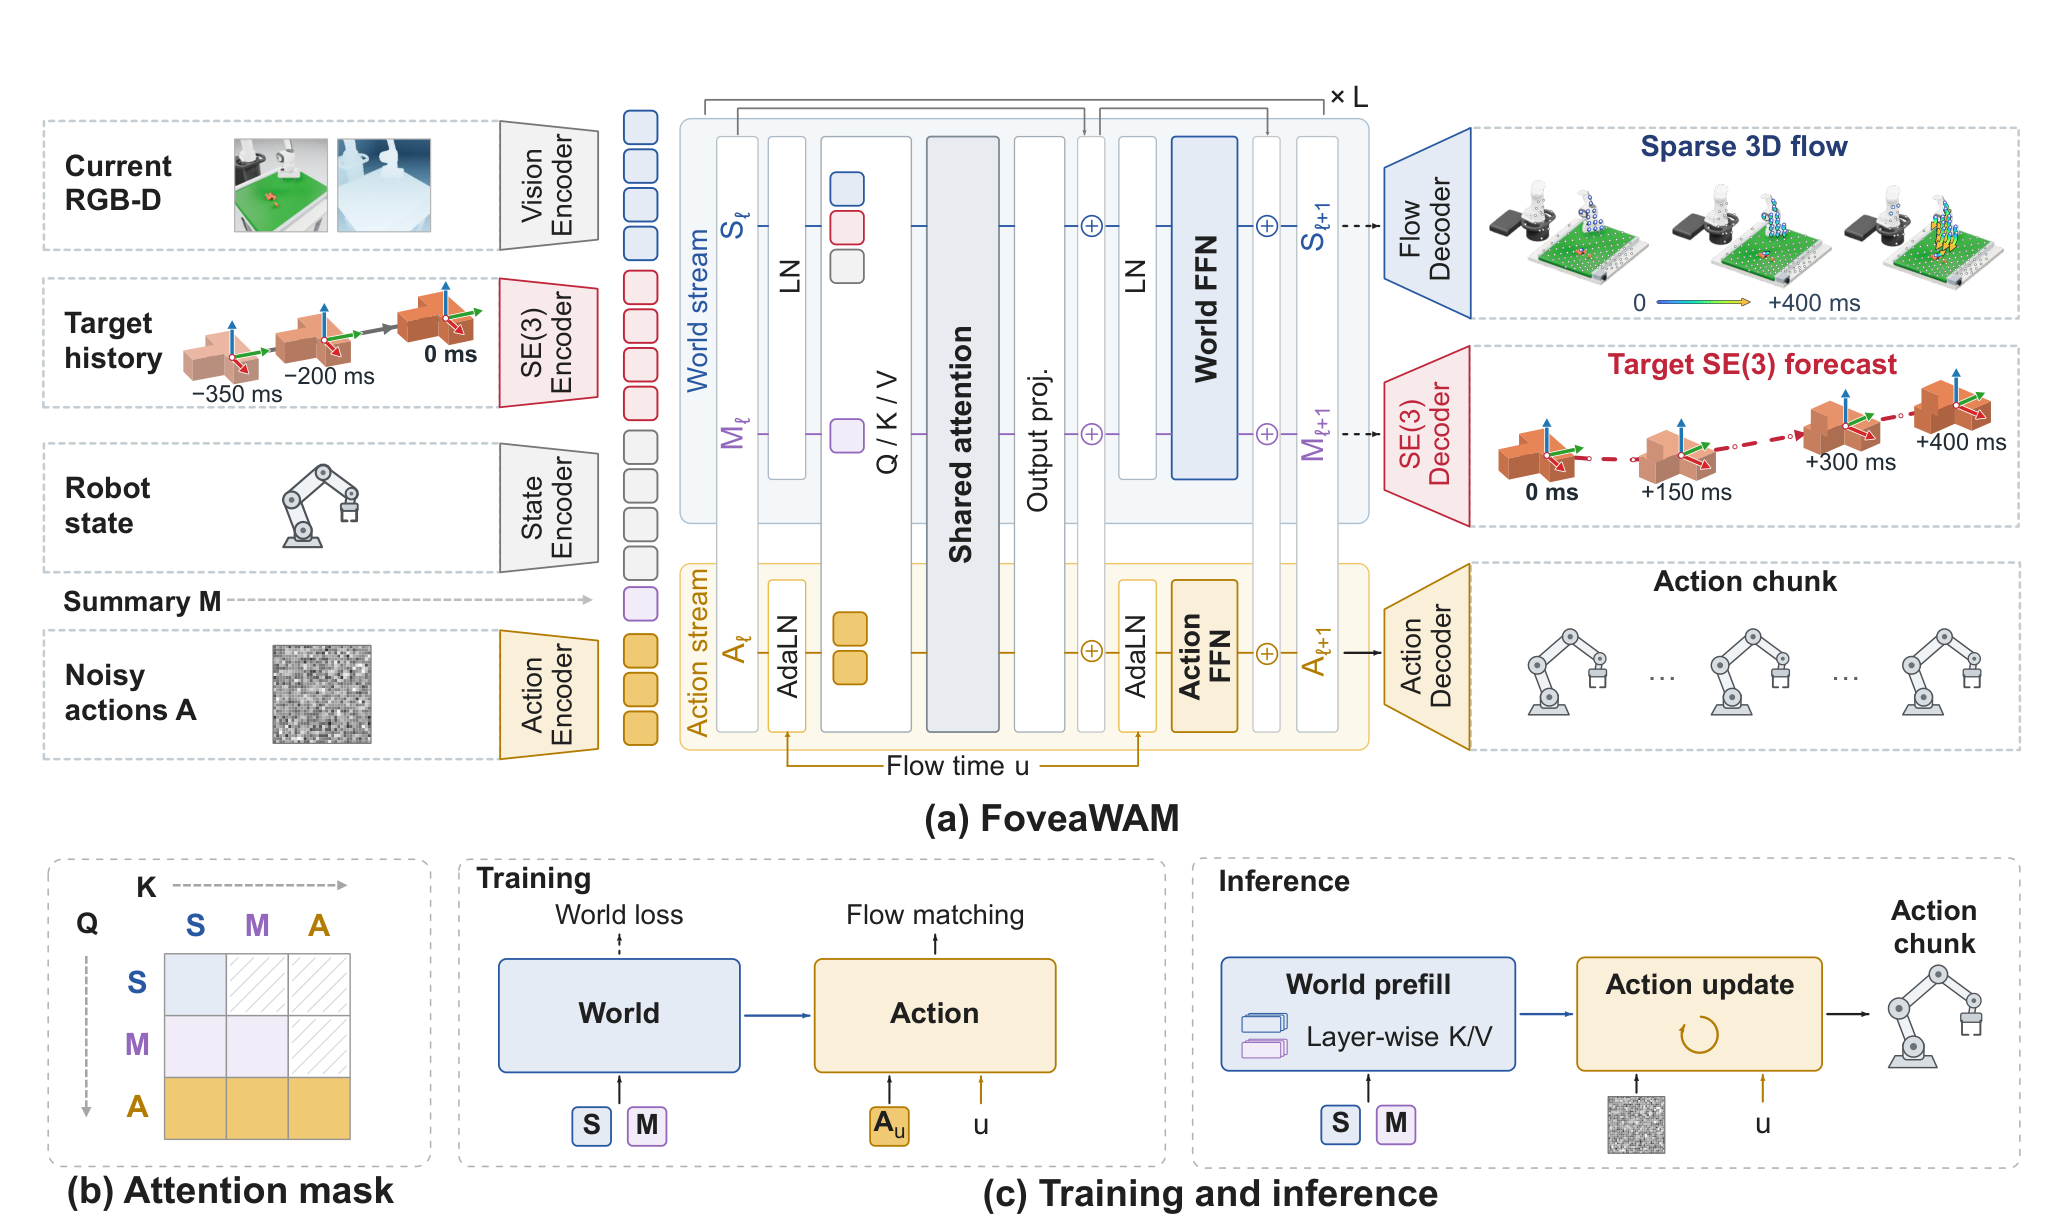 Current
RGB-D
Vision
Encoder
Target
history
−350 ms
−200 ms
0 ms
SE(3)
Encoder
Robot
state
State
Encoder
Summary M
Noisy
actions A
Action
Encoder
× L
World stream
Action stream
Sℓ
Mℓ
Aℓ
LN
AdaLN
Q / K / V
Shared attention
Output proj.
LN
AdaLN
World FFN
Action
FFN
Sℓ+1
Mℓ+1
Aℓ+1
Flow time u
Flow
Decoder
SE(3)
Decoder
Action
Decoder
Sparse 3D flow
0
+400 ms
Target SE(3) forecast
0 ms
+150 ms
+300 ms
+400 ms
Action chunk
...
...
(a) FoveaWAM
K
Q
S M A
S
M
A
(b) Attention mask
Training
World loss
Flow matching
World
Action
S M
Au
u
Inference
World prefill
Layer-wise K/V
Action update
Action
chunk
S M
u
(c) Training and inference